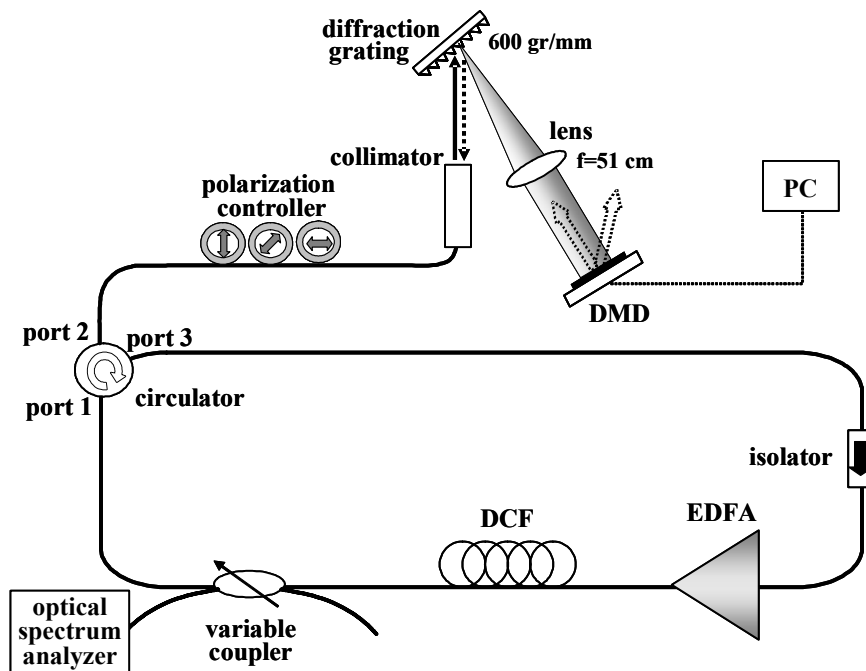 diffraction
grating
600 gr/mm
lens
f=51 cm
collimator
PC
polarization
controller
DMD
port 2
port 3
port 1
circulator
isolator
DCF
EDFA
optical
spectrum
analyzer
variable
coupler